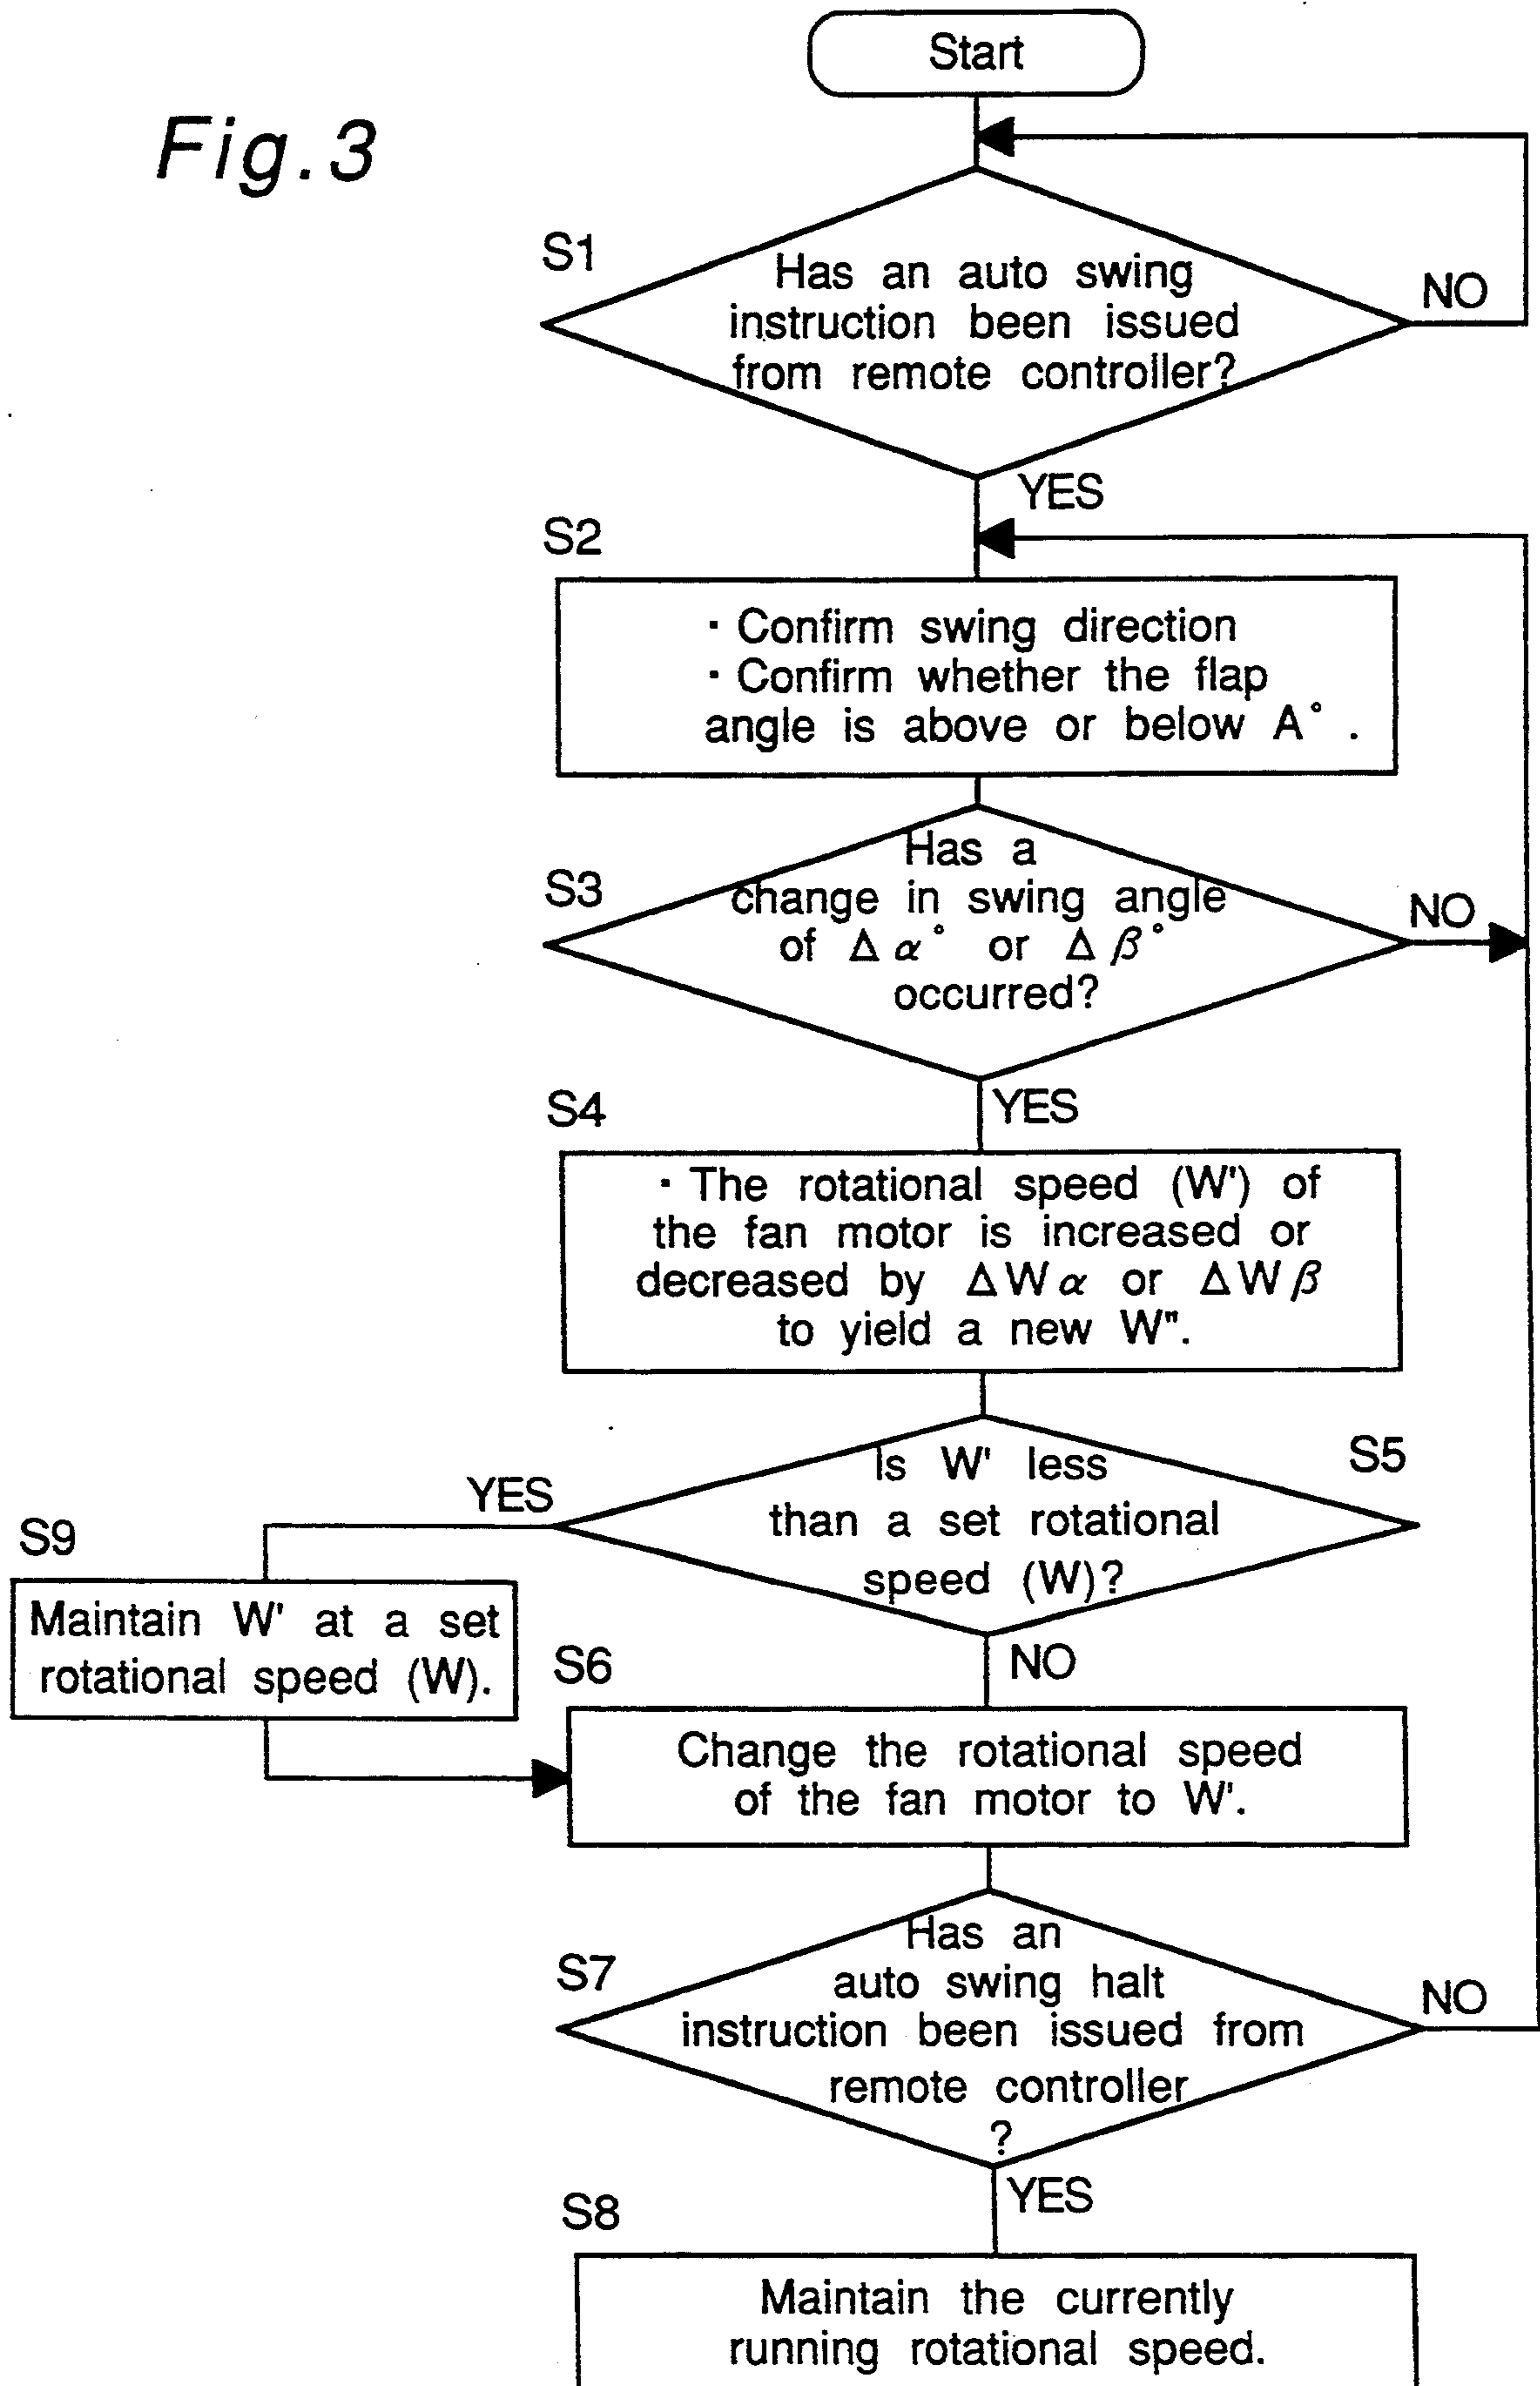 Start
Fig.3
S1
Has an auto swing
instruction been issued
from remote controller?
NO
YES
S2
· Confirm swing direction
· Confirm whether the flap
angle is above or below A° .
S3
Has a
change in swing angle
of Δα° or Δβ°
occurred?
NO
YES
S4
· The rotational speed (W') of
the fan motor is increased or
decreased by ΔWα or ΔWβ
to yield a new W".
S5
Is W' less
than a set rotational
speed (W)?
YES
NO
S9
Maintain W' at a set
rotational speed (W).
S6
Change the rotational speed
of the fan motor to W'.
S7
Has an
auto swing halt
instruction been issued from
remote controller
?
NO
YES
S8
Maintain the currently
running rotational speed.